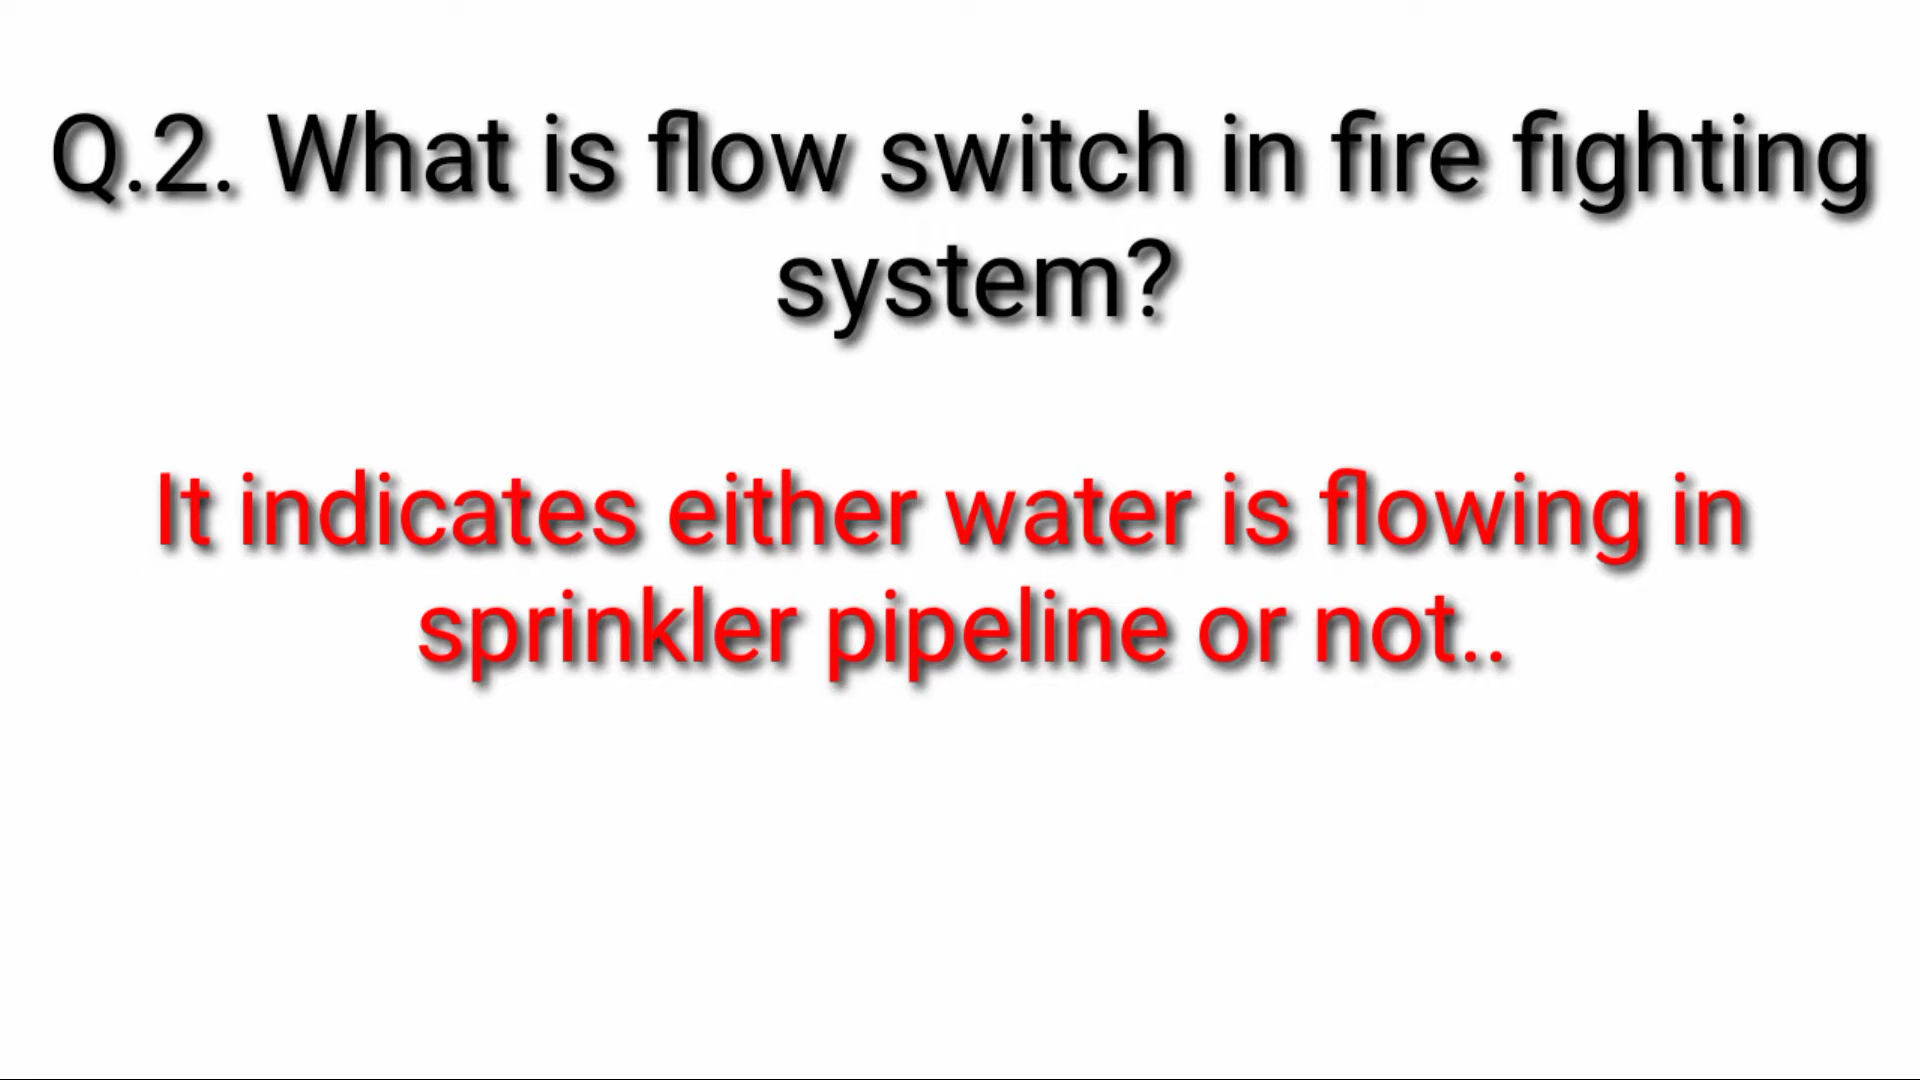 Q.2. What is flow switch in fire fighting
system?
It indicates either water is flowing in
sprinkler pipeline or not..